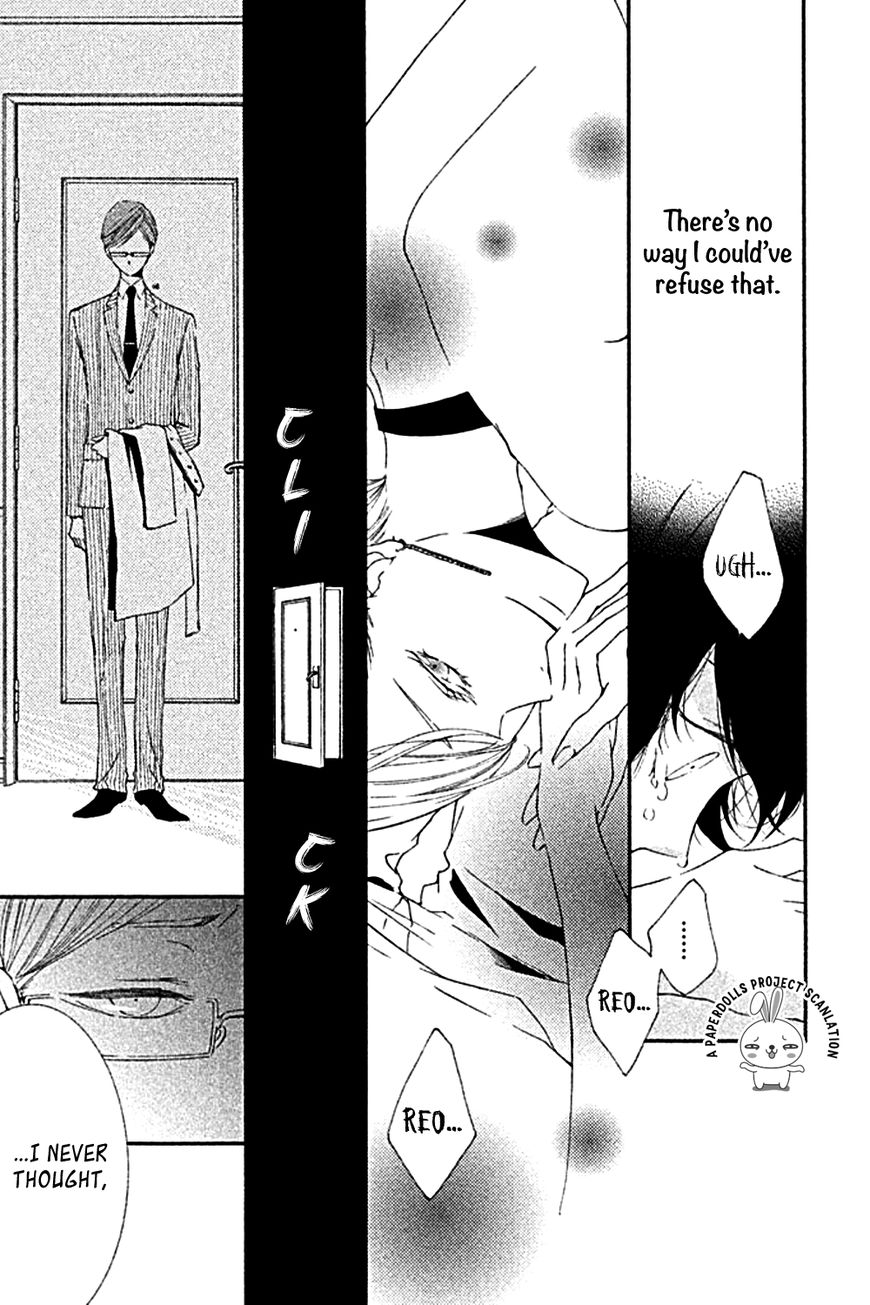 There's no
way I could've
refuse that.
UGH...
......
REO...
REO...
A PAPERDOLLS PROJECT SCANLATION
CLI
CK
...I NEVER
THOUGHT,